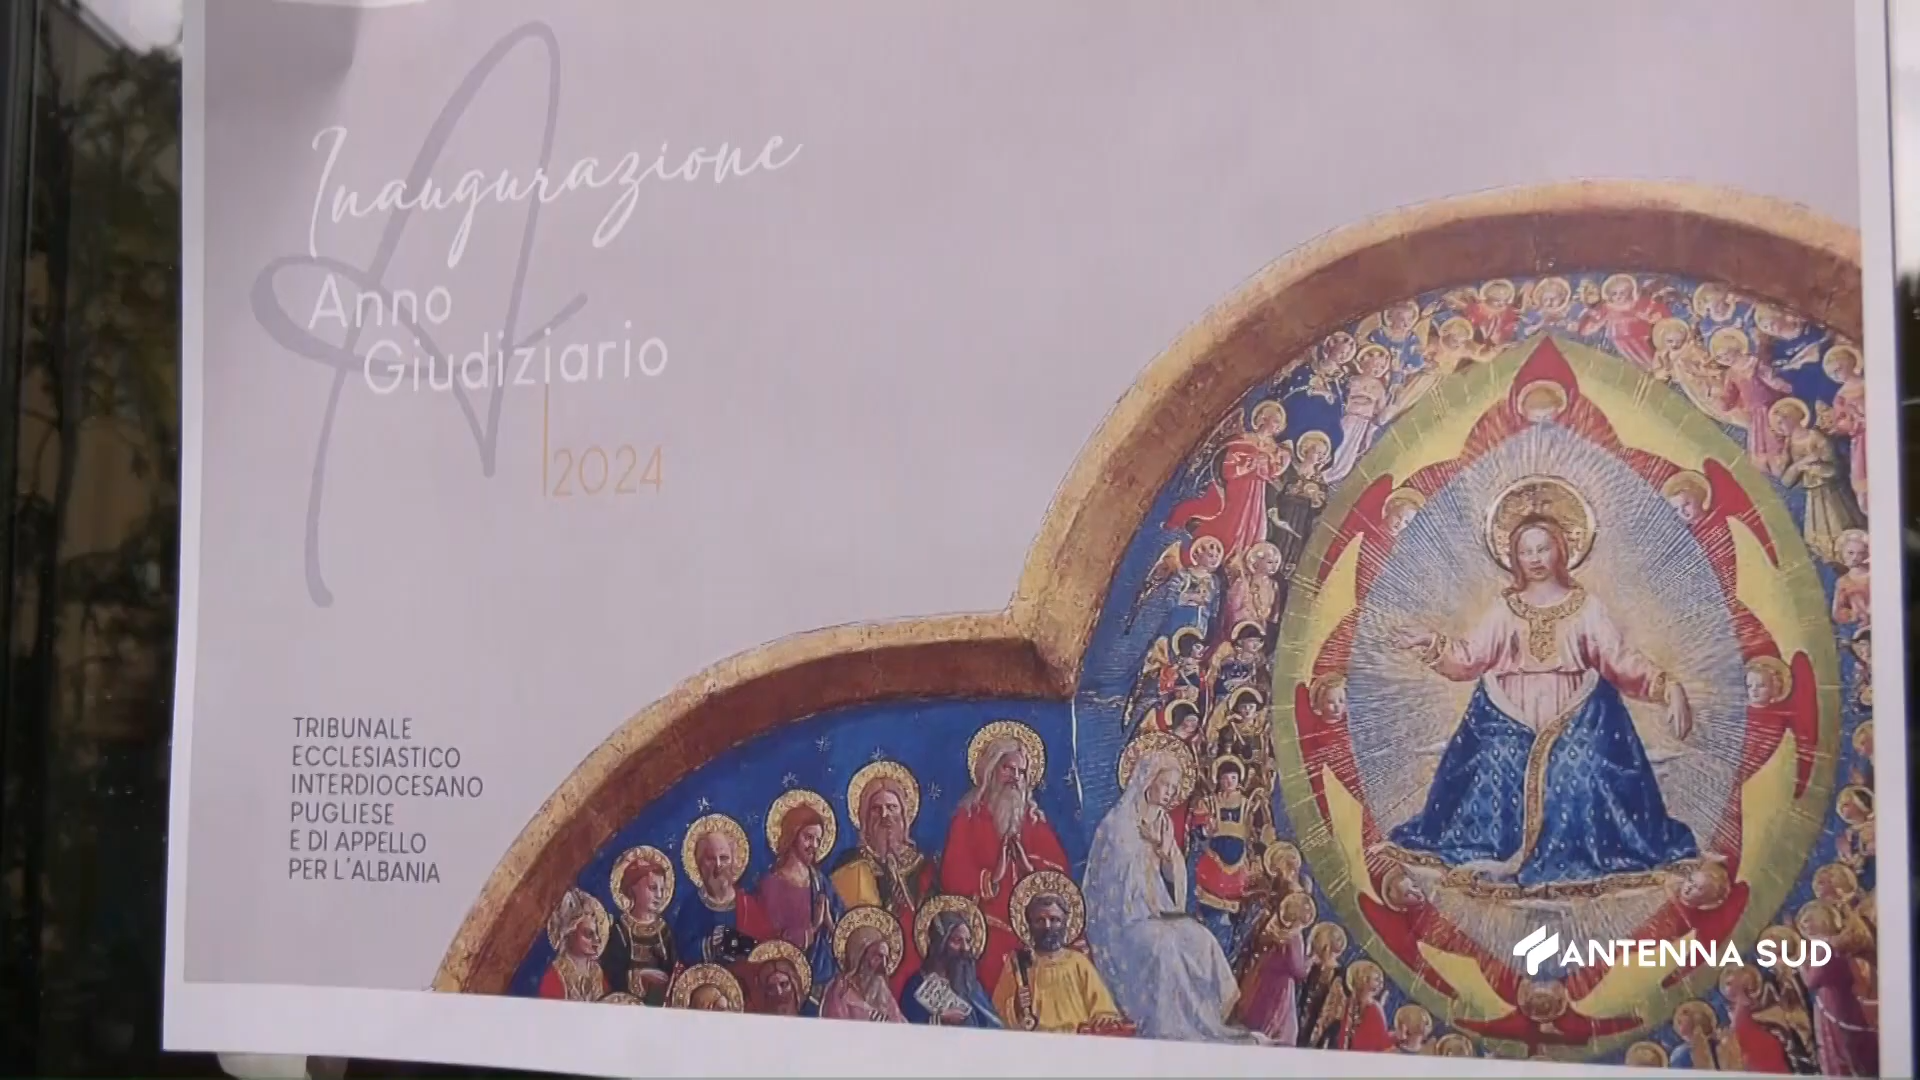 Inaugurazione
Anno
Giudiziario
2024
TRIBUNALE
ECCLESIASTICO
INTERDIOCESANO
PUGLIESE
E DI APPELLO
PER L'ALBANIA
ANTENNA SUD